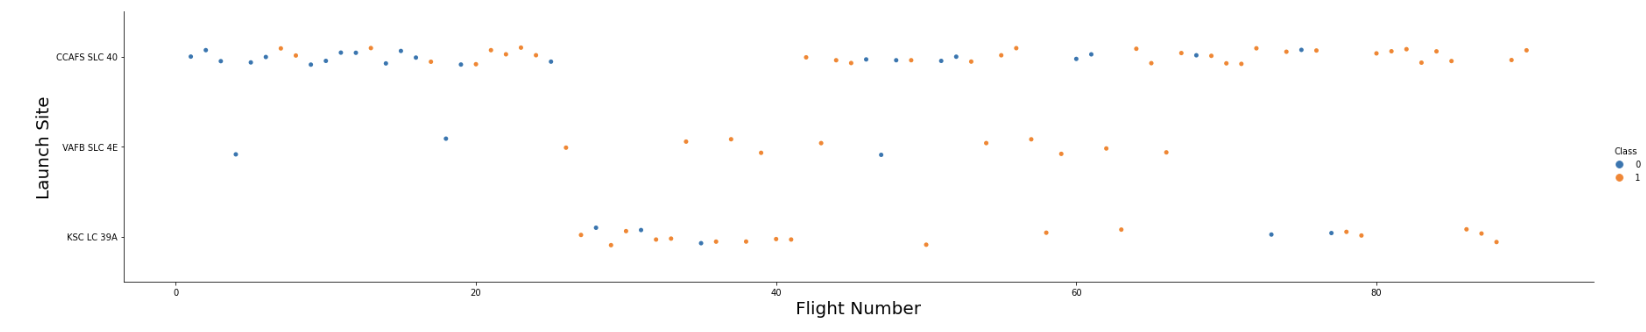 Launch Site
CCAFS SLC 40
VAFB SLC 4E
KSC LC 39A
0 20 40 60 80
Flight Number
Class
0
1